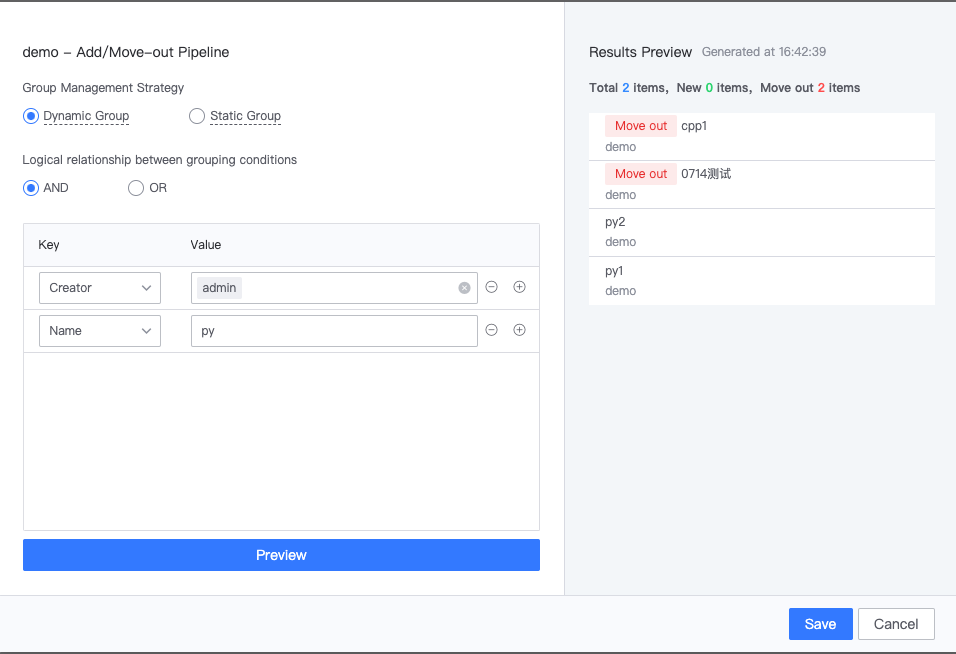 demo - Add/Move-out Pipeline
Group Management Strategy
Dynamic Group Static Group
Logical relationship between grouping conditions
AND OR
Key Value
Creator admin
Name py
Preview
Results Preview Generated at 16:42:39
Total 2 items, New 0 items, Move out 2 items
Move out cpp1
demo
Move out 0714测试
demo
py2
demo
py1
demo
Save Cancel